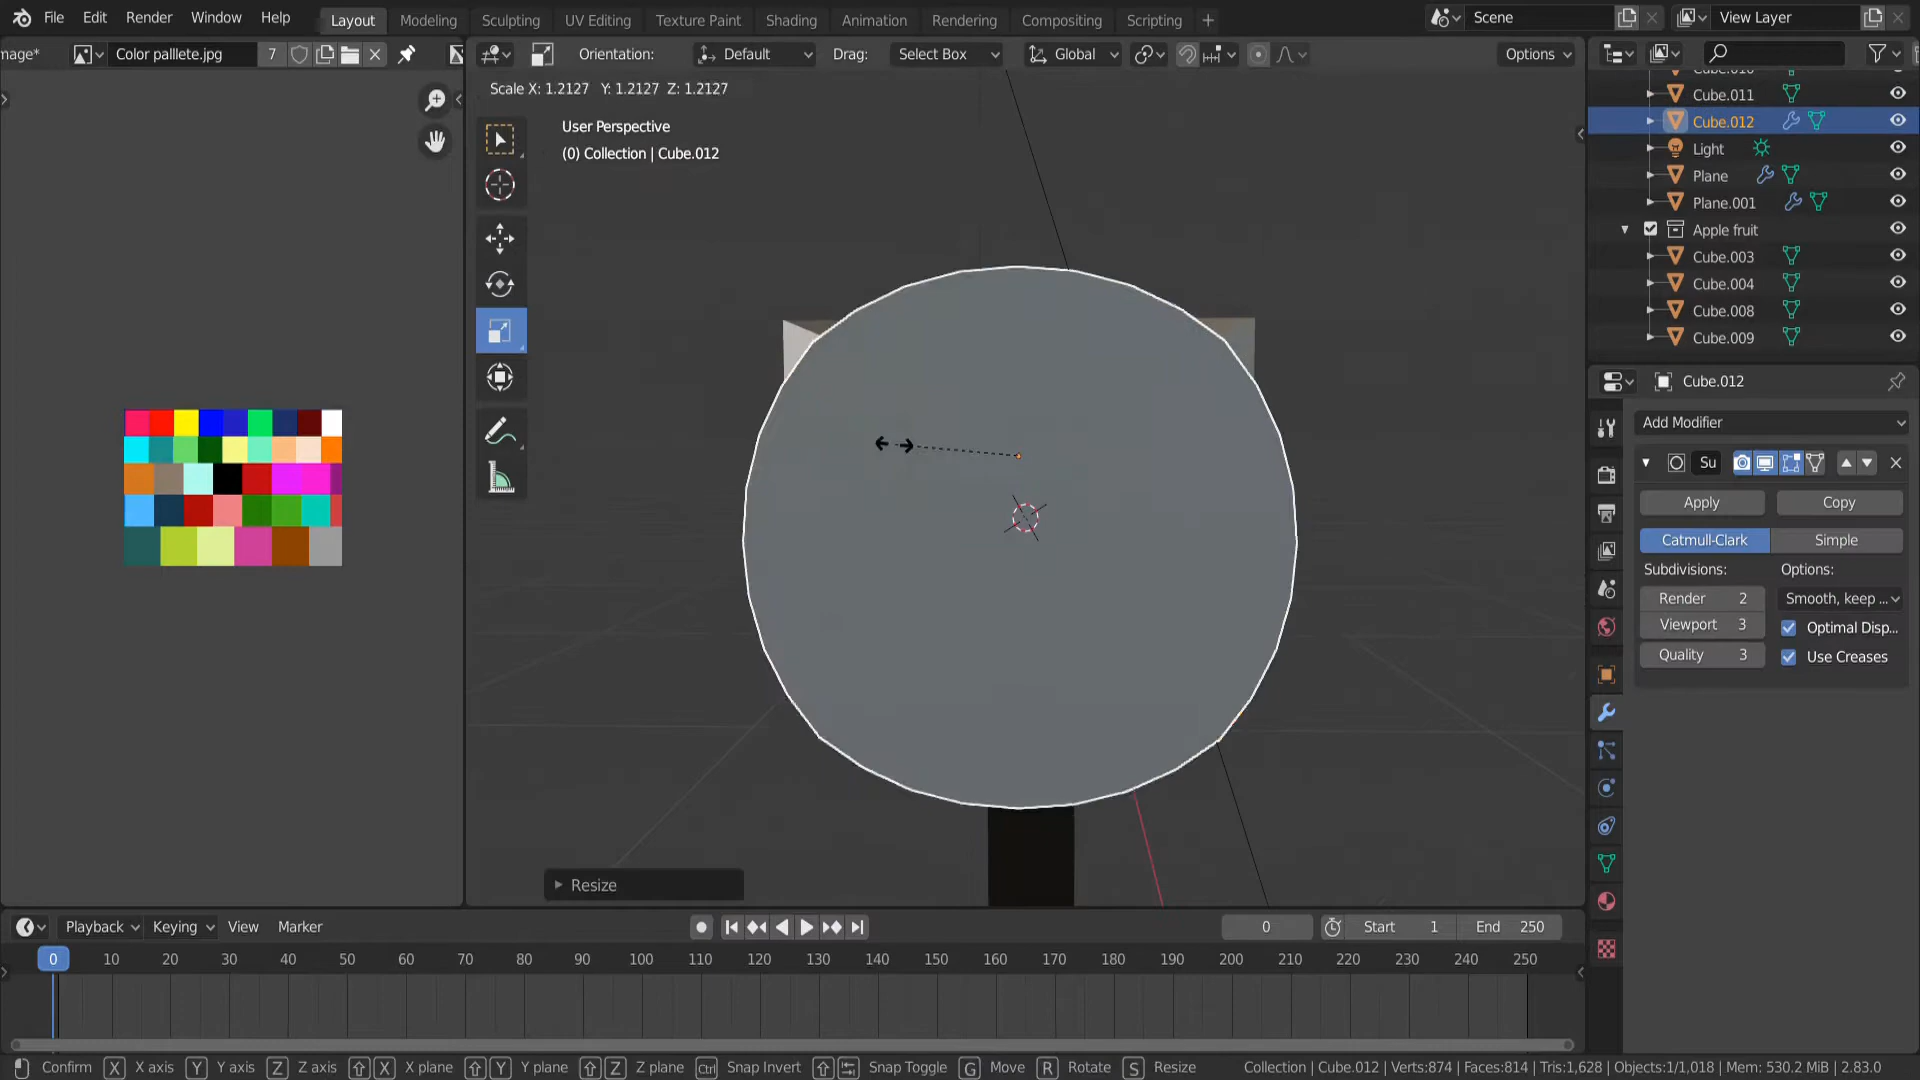 File Edit Render Window Help Layout Modeling Sculpting UV Editing Texture Paint Shading Animation Rendering Compositing Scripting + Scene View Layer
mage* Color palllete.jpg 7 Orientation: Default Drag: Select Box Global Options
Scale X: 1.2127 Y: 1.2127 Z: 1.2127
User Perspective
(0) Collection | Cube.012
Cube.011
Cube.012
Light
Plane
Plane.001
Apple fruit
Cube.003
Cube.004
Cube.008
Cube.009
Cube.012
Add Modifier
Su
Apply Copy
Catmull-Clark Simple
Subdivisions: Options:
Render 2 Smooth, keep ...
Viewport 3 Optimal Disp...
Quality 3 Use Creases
Resize
Playback Keying View Marker 0 Start 1 End 250
0 10 20 30 40 50 60 70 80 90 100 110 120 130 140 150 160 170 180 190 200 210 220 230 240 250
Confirm X X axis Y Y axis Z Z axis X X plane Y Y plane Z Z plane Ctrl Snap Invert Snap Toggle G Move R Rotate S Resize Collection | Cube.012 | Verts:874 | Faces:814 | Tris:1,628 | Objects:1/1,018 | Mem: 530.2 MiB | 2.83.0